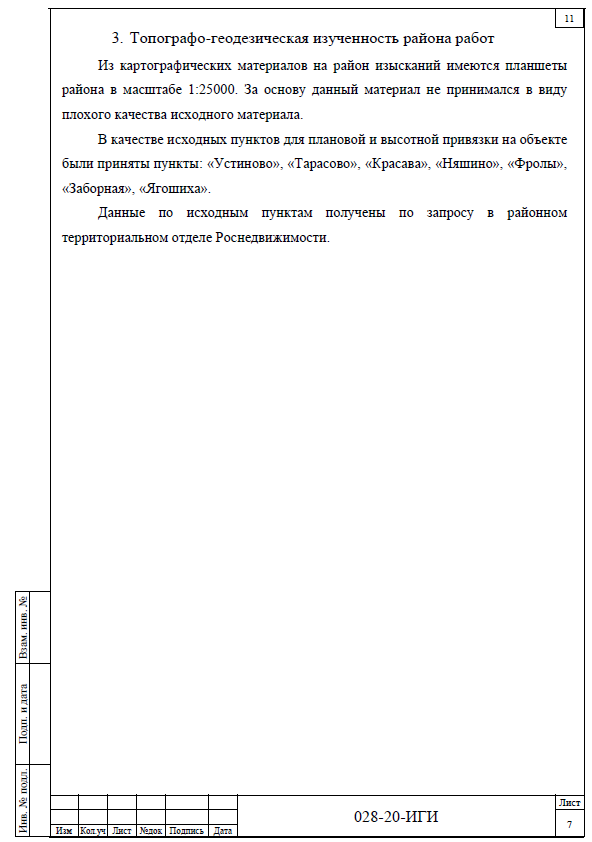 11
3. Топографо-геодезическая изученность района работ
Из картографических материалов на район изысканий имеются планшеты
района в масштабе 1:25000. За основу данный материал не принимался в виду
плохого качества исходного материала.
В качестве исходных пунктов для плановой и высотной привязки на объекте
были приняты пункты: «Устиново», «Тарасово», «Красава», «Няшино», «Фролы»,
«Заборная», «Ягошиха».
Данные по исходным пунктам получены по запросу в районном
территориальном отделе Роснедвижимости.
Взам. инв. №
Подп. и дата
Инв. № подл.
Изм Кол.уч Лист №док Подпись Дата
028-20-ИГИ
Лист
7